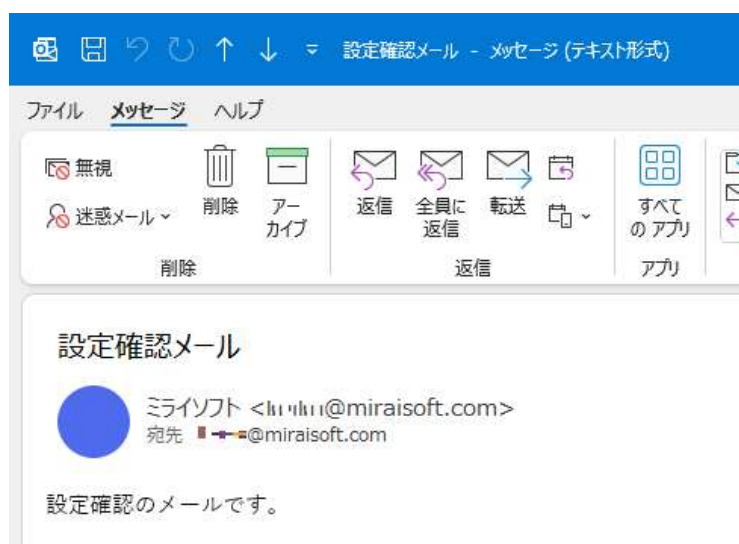 設定確認メール - メッセージ (テキスト形式)
ファイル メッセージ ヘルプ
無視
迷惑メール
削除
アー
カイブ
削除
返信
全員に
返信
転送
返信
すべて
の アプリ
アプリ
設定確認メール
ミライソフト <@miraisoft.com>
宛先 @miraisoft.com
設定確認のメールです。